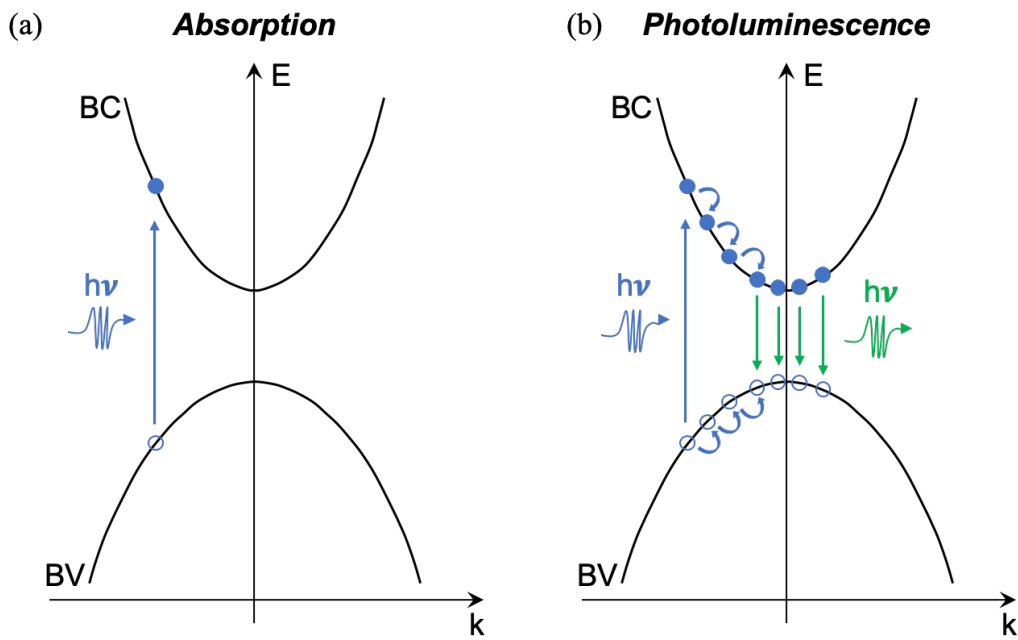 (a) Absorption
E
BC
hν
BV
k
(b) Photoluminescence
E
BC
hν
hν
BV
k